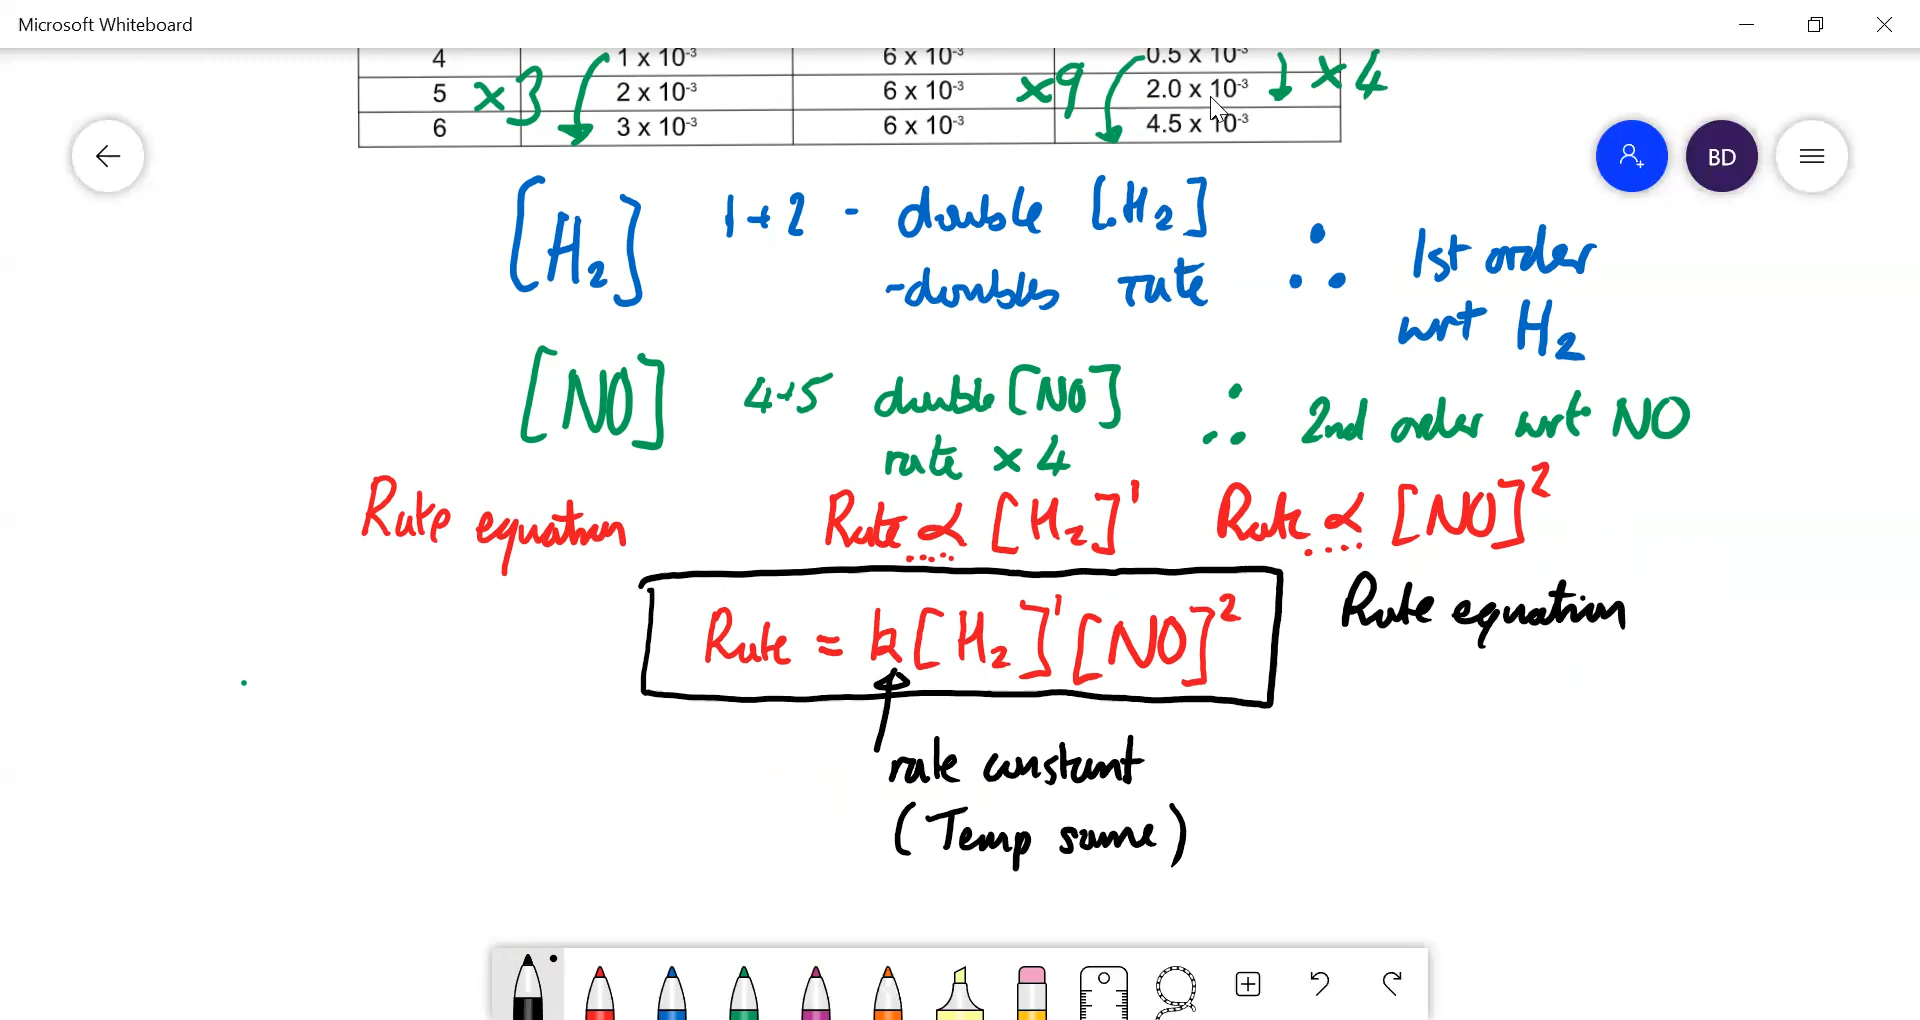 Microsoft Whiteboard
4 1 x 10⁻³ 6 x 10⁻³ 0.5 x 10⁻³ x 4
5 x3 2 x 10⁻³ 6 x 10⁻³ x9 2.0 x 10⁻³
6 3 x 10⁻³ 6 x 10⁻³ 4.5 x 10⁻³
BD
[H₂] 1+2 - double [H₂]
-doubles rate ∴ 1st order
wrt H₂
[NO] 4+5 double [NO] ∴ 2nd order wrt NO
rate x 4
Rate equation Rate ∝ [H₂]¹ Rate ∝ [NO]²
Rate = k[H₂]¹[NO]² Rate equation
rate constant
(Temp same)